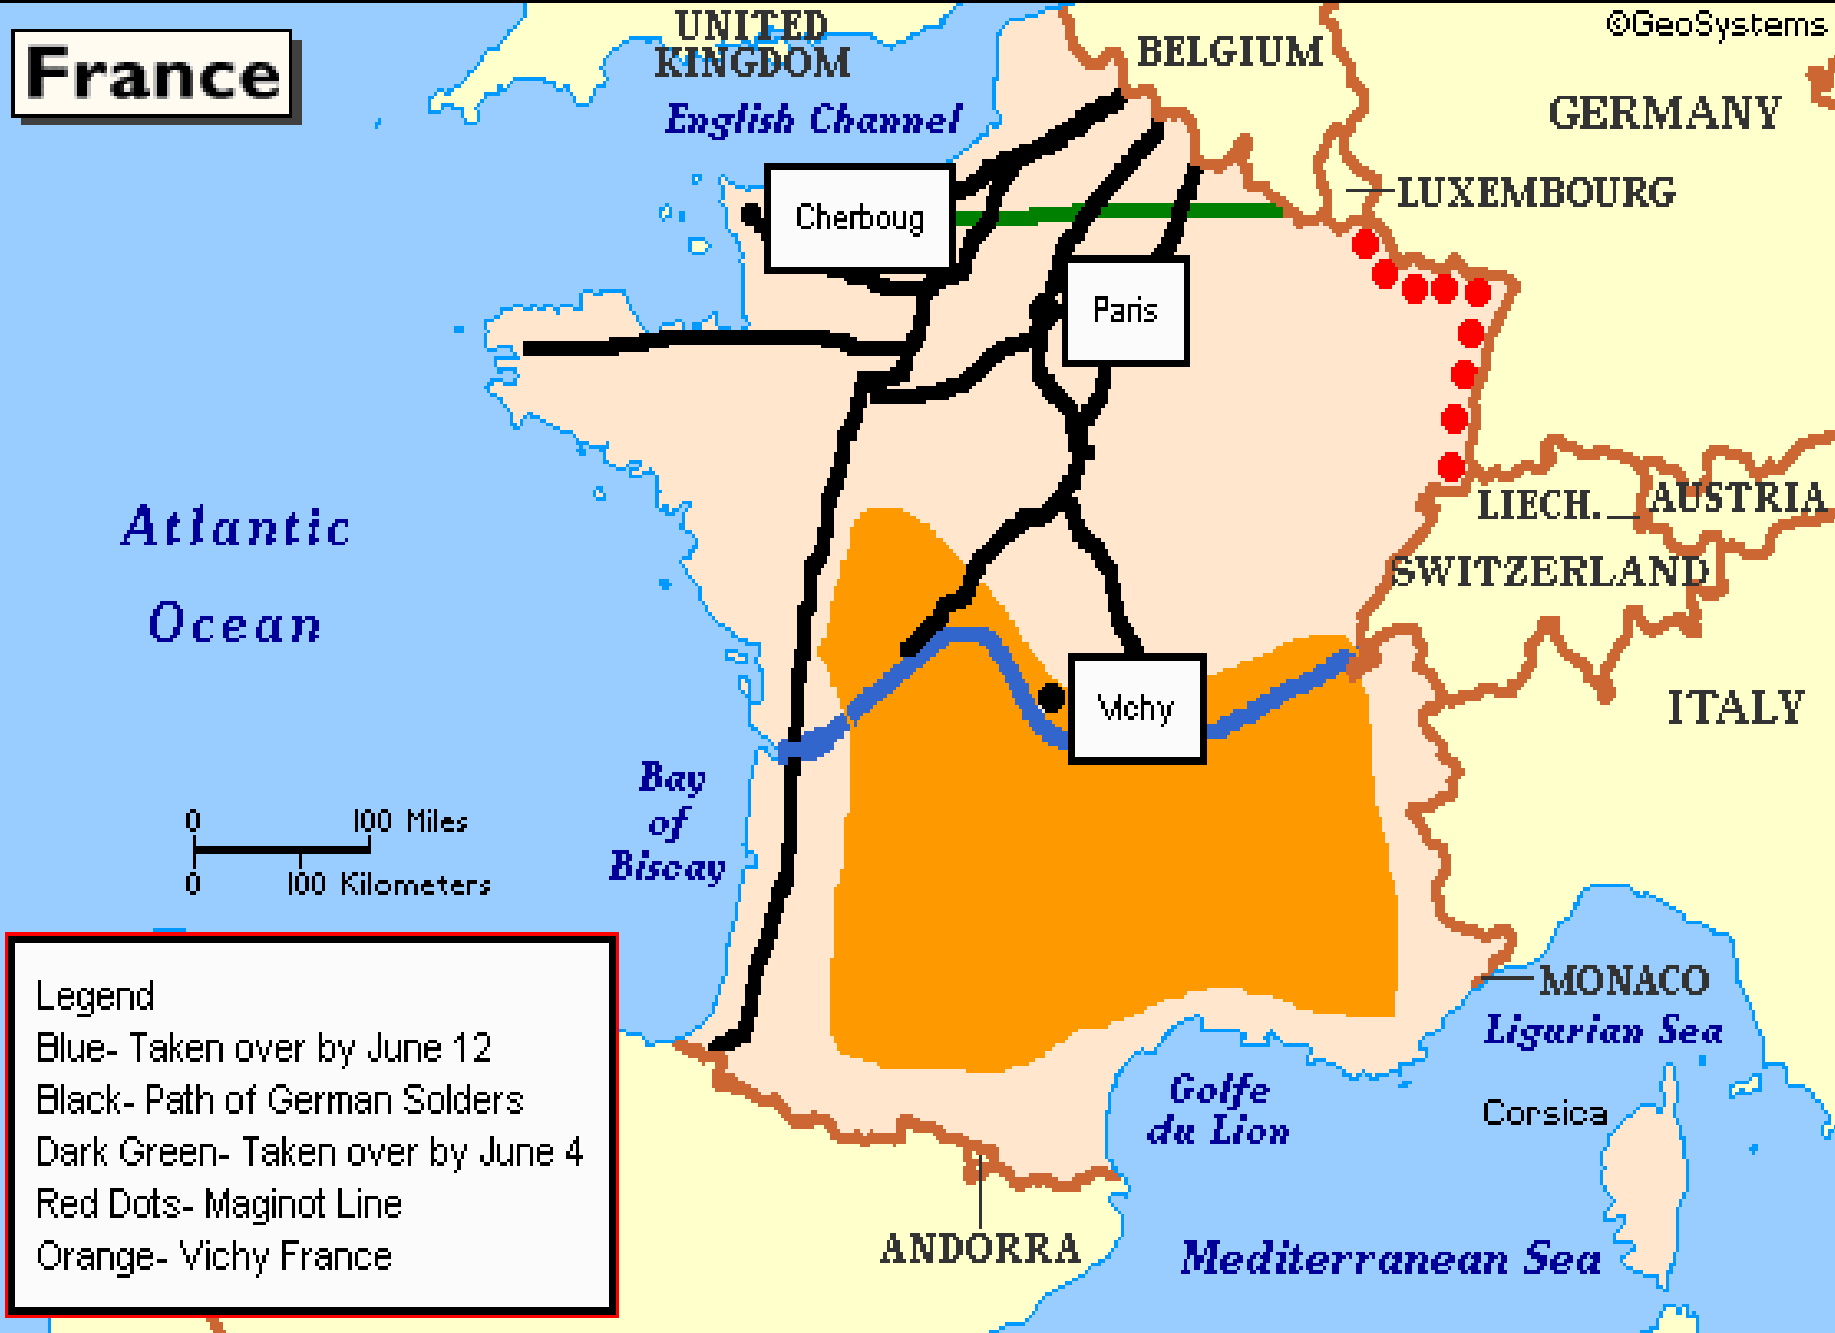 France
UNITED
KINGDOM
BELGIUM
©GeoSystems
GERMANY
English Channel
LUXEMBOURG
Cherboug
Paris
LIECH.
AUSTRIA
SWITZERLAND
Atlantic
Ocean
ITALY
Vichy
Bay
of
Biscay
0 100 Miles
0 100 Kilometers
MONACO
Ligurian Sea
Golfe
du Lion
Corsica
ANDORRA
Mediterranean Sea
Legend
Blue- Taken over by June 12
Black- Path of German Solders
Dark Green- Taken over by June 4
Red Dots- Maginot Line
Orange- Vichy France